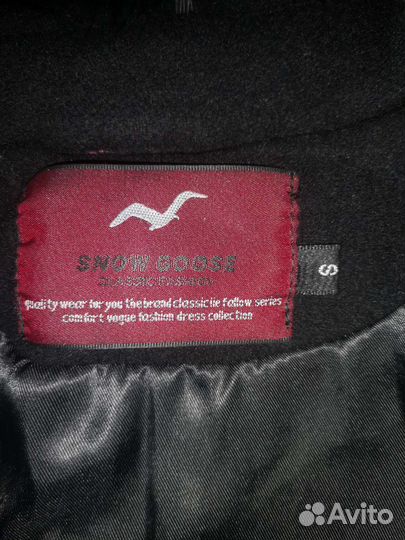 SNOW GOOSE
CLASSIC FASHION
Quality wear for you the brand classic lie follow series
comfort vogue fashion dress collection
S
Avito